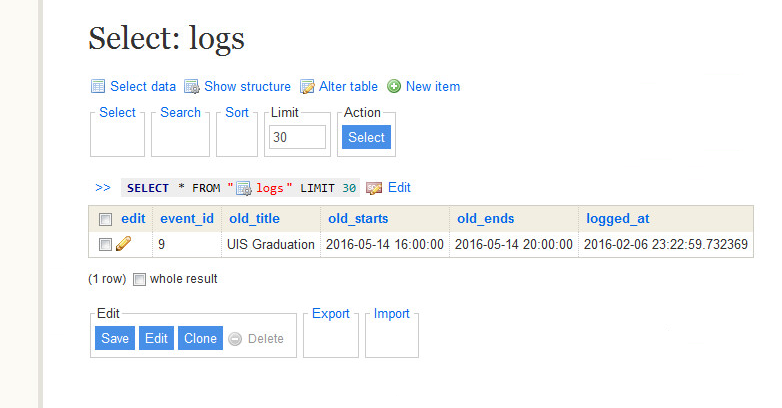 Select: logs
Select data Show structure Alter table New item
Select Search Sort Limit Action
30 Select
>> SELECT * FROM "logs" LIMIT 30 Edit
edit event_id old_title old_starts old_ends logged_at
9 UIS Graduation 2016-05-14 16:00:00 2016-05-14 20:00:00 2016-02-06 23:22:59.732369
(1 row) whole result
Edit Export Import
Save Edit Clone Delete